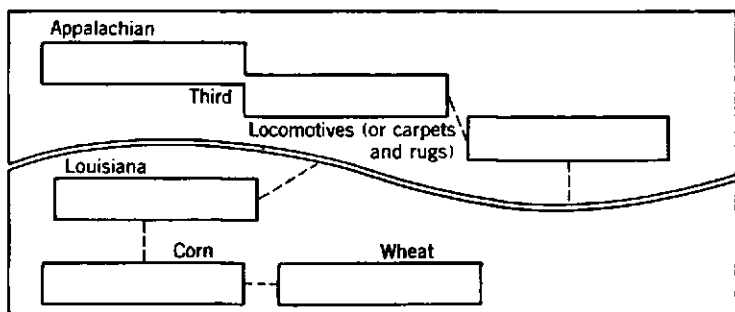 Appalachian
Third
Locomotives (or carpets
and rugs)
Louisiana
Corn
Wheat